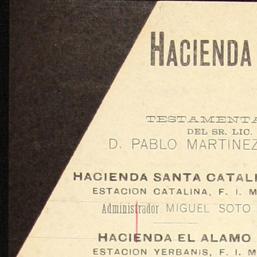 HACIENDA
TESTAMENTA
DEL SR. LIC.
D. PABLO MARTINEZ
HACIENDA SANTA CATALI
ESTACION CATALINA, F. I. M
Administrador MIGUEL SOTO
HACIENDA EL ALAMO
ESTACION YERBANIS, F. I. M